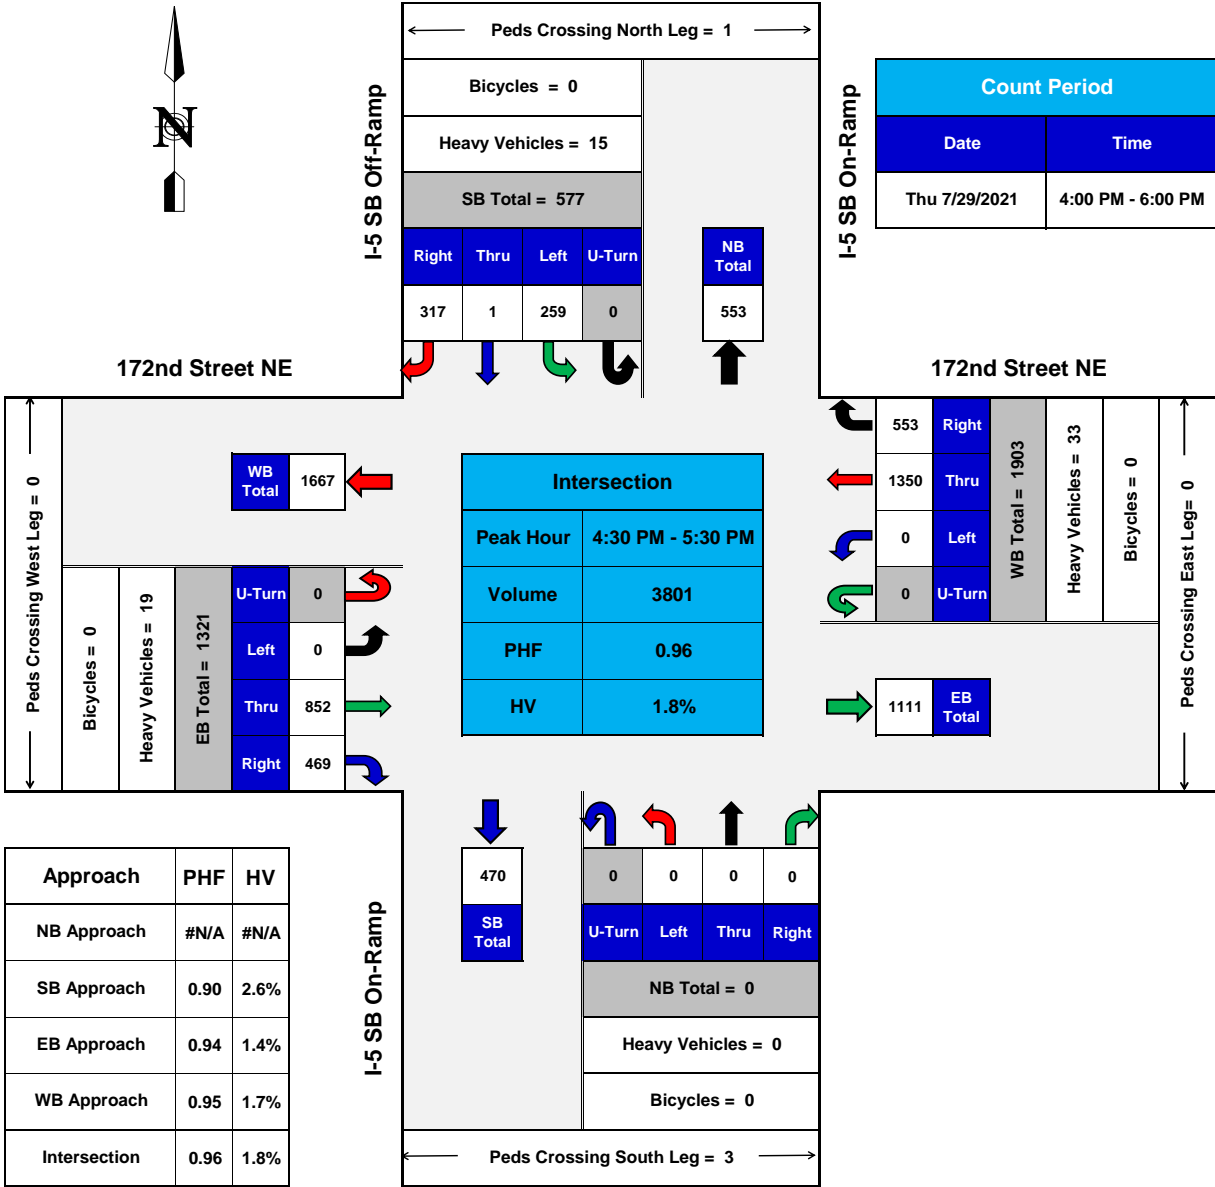 Peds Crossing North Leg = 1
N
I-5 SB Off-Ramp
Bicycles = 0
Heavy Vehicles = 15
SB Total = 577
Right Thru Left U-Turn
317 1 259 0
NB Total
553
I-5 SB On-Ramp
Count Period
Date Time
Thu 7/29/2021 4:00 PM - 6:00 PM
172nd Street NE
172nd Street NE
Peds Crossing West Leg = 0
WB Total 1667
Bicycles = 0
Heavy Vehicles = 19
EB Total = 1321
U-Turn 0
Left 0
Thru 852
Right 469
Intersection
Peak Hour 4:30 PM - 5:30 PM
Volume 3801
PHF 0.96
HV 1.8%
553 Right
1350 Thru
0 Left
0 U-Turn
WB Total = 1903
Heavy Vehicles = 33
Bicycles = 0
Peds Crossing East Leg= 0
1111 EB Total
Approach PHF HV
NB Approach #N/A #N/A
SB Approach 0.90 2.6%
EB Approach 0.94 1.4%
WB Approach 0.95 1.7%
Intersection 0.96 1.8%
I-5 SB On-Ramp
470
SB Total
0 0 0 0
U-Turn Left Thru Right
NB Total = 0
Heavy Vehicles = 0
Bicycles = 0
Peds Crossing South Leg = 3